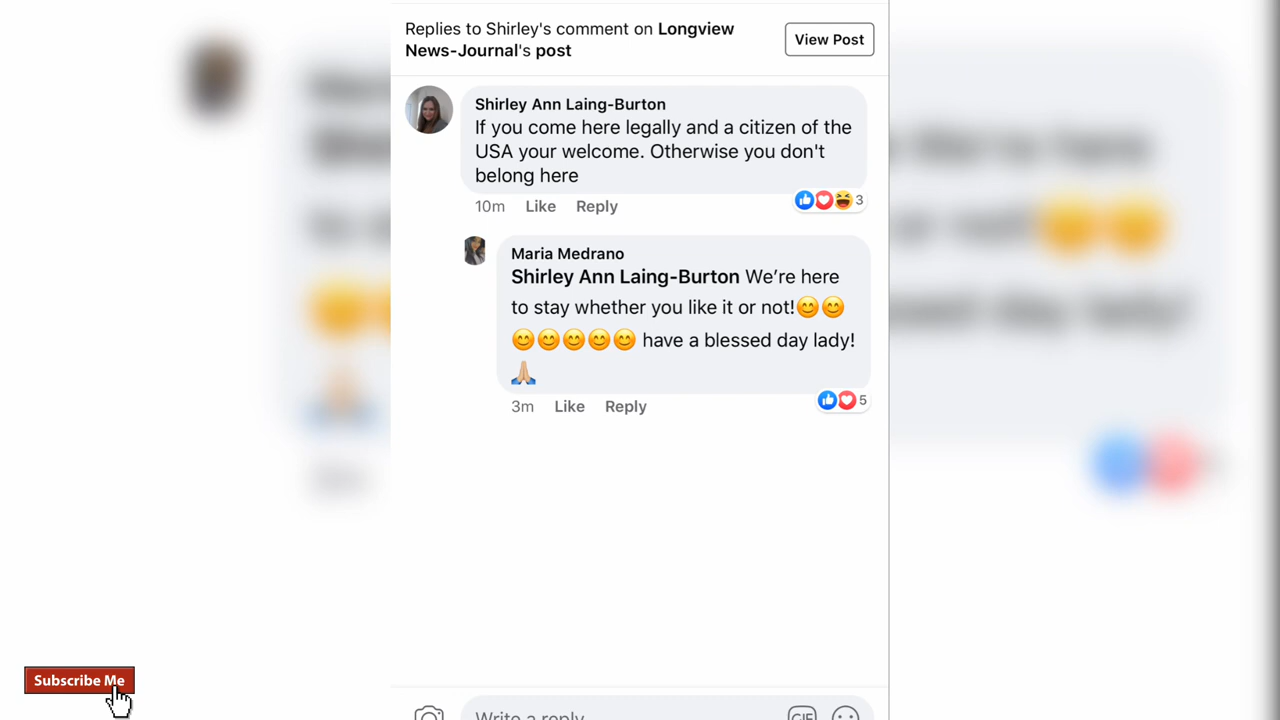 Replies to Shirley's comment on Longview
News-Journal's post
View Post
Shirley Ann Laing-Burton
If you come here legally and a citizen of the
USA your welcome. Otherwise you don't
belong here
10m Like Reply
3
Maria Medrano
Shirley Ann Laing-Burton We're here
to stay whether you like it or not!😊😊
😊😊😊😊😊 have a blessed day lady!
🙏🏼
3m Like Reply
5
Write a reply
GIF
Subscribe Me